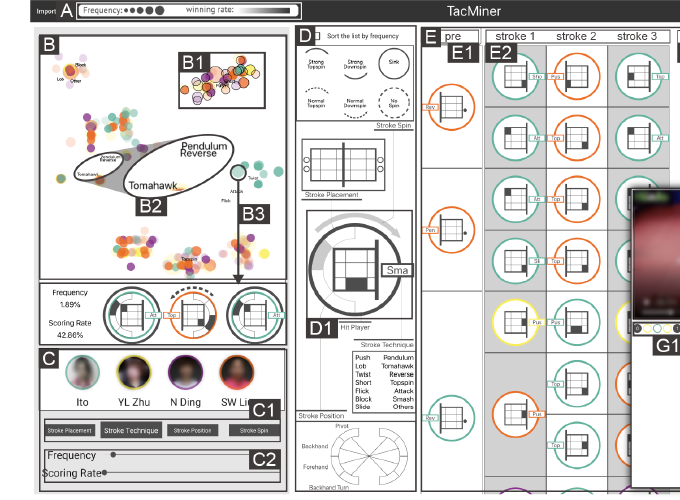 Import
A
Frequency:
winning rate:
TacMiner
B
Block
Lob
Other
B1
Pendulum
Reverse
Tomahawk
Pendulum
Reverse
Tomahawk
B2
Twist
Attack
Flick
B3
Topspin
Frequency
1.89%
Scoring Rate
42.86%
Att
Top
Att
C
Ito
YL Zhu
N Ding
SW Li
C1
Stroke Placement
Stroke Technique
Stroke Position
Stroke Spin
Frequency
C2
Scoring Rate
D
Sort the list by frequency
Strong
Topspin
Strong
Downspin
Sink
Normal
Topspin
Normal
Downspin
No
Spin
Stroke Spin
Stroke Placement
Sma
D1
Hit Player
Stroke Technique
Push Pendulum
Lob Tomahawk
Twist Reverse
Short Topspin
Flick Attack
Block Smash
Slide Others
Stroke Position
Pivot
Backhand
Forehand
Backhand Turn
E
pre
E1
stroke 1
stroke 2
stroke 3
E2
Rev
Sho
Pus
Top
Att
Top
Att
Pen
Att
Top
Sli
Top
Pus
Pus
Top
Pus
Rev
Top
G1